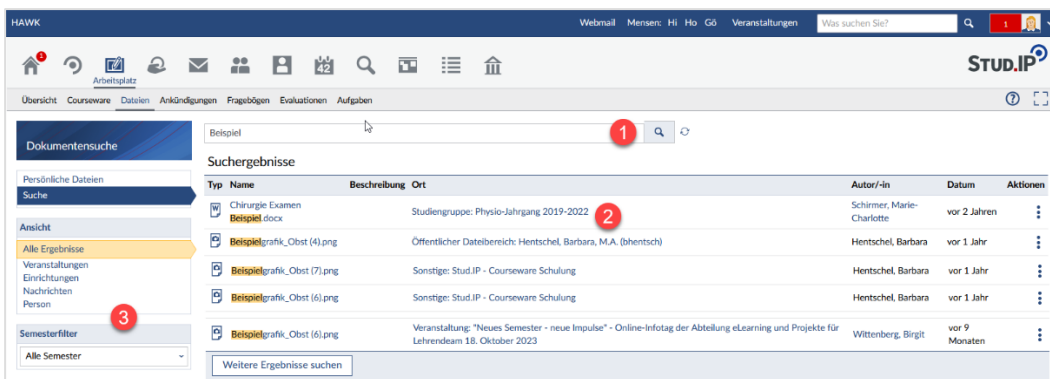 HAWK
Webmail Mensen: Hi Ho Gö Veranstaltungen Was suchen Sie? 1
1
42
Arbeitsplatz
STUD.IP
Übersicht Courseware Dateien Ankündigungen Fragebögen Evaluationen Aufgaben
Dokumentensuche
Persönliche Dateien
Suche
Ansicht
Alle Ergebnisse
Veranstaltungen
Einrichtungen
Nachrichten
Person
3
Semesterfilter
Alle Semester
Beispiel 1
Suchergebnisse
Typ Name Beschreibung Ort Autor/-in Datum Aktionen
Chirurgie Examen
Beispiel.docx
Studiengruppe: Physio-Jahrgang 2019-2022 2
Schirmer, Marie-
Charlotte
vor 2 Jahren
Beispielgrafik_Obst (4).png Öffentlicher Dateibereich: Hentschel, Barbara, M.A. (bhentsch) Hentschel, Barbara vor 1 Jahr
Beispielgrafik_Obst (7).png Sonstige: Stud.IP - Courseware Schulung Hentschel, Barbara vor 1 Jahr
Beispielgrafik_Obst (6).png Sonstige: Stud.IP - Courseware Schulung Hentschel, Barbara vor 1 Jahr
Beispielgrafik_Obst (6).png
Veranstaltung: "Neues Semester - neue Impulse" - Online-Infotag der Abteilung eLearning und Projekte für
Lehrendeam 18. Oktober 2023
Wittenberg, Birgit
vor 9
Monaten
Weitere Ergebnisse suchen